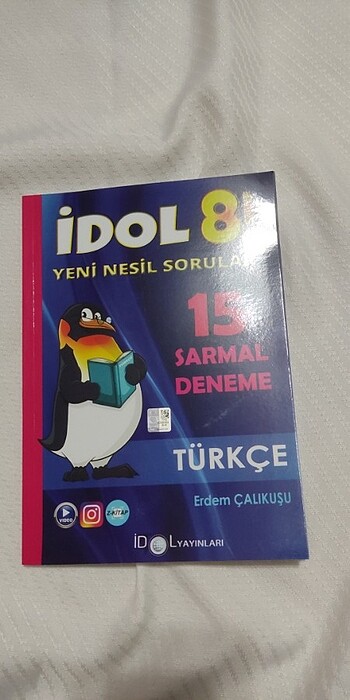 İDOL 8
YENİ NESİL SORULAR
15
SARMAL
DENEME
TÜRKÇE
Erdem ÇALIKUŞU
VIDEO
Z-KİTAP
İDOL YAYINLARI